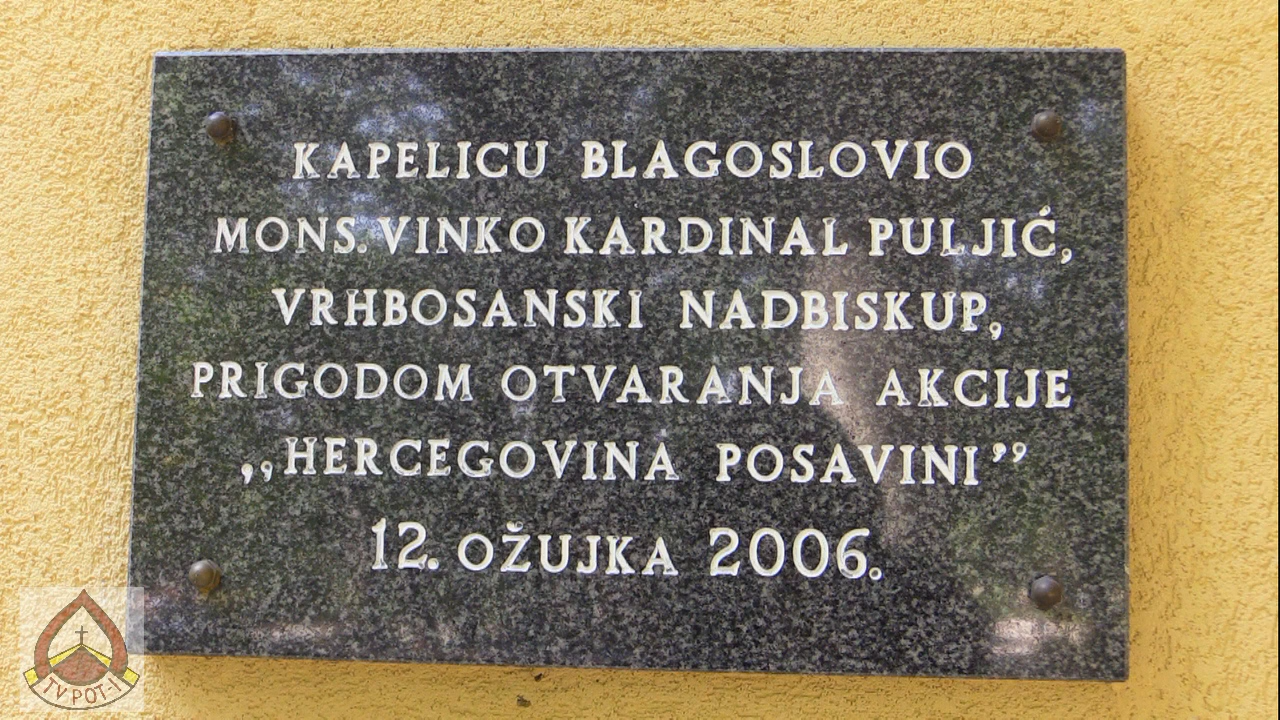 KAPELICU BLAGOSLOVIO
MONS. VINKO KARDINAL PULJIĆ,
VRHBOSANSKI NADBISKUP,
PRIGODOM OTVARANJA AKCIJE
,,HERCEGOVINA POSAVINI”
12. OŽUJKA 2006.
TV POT-1